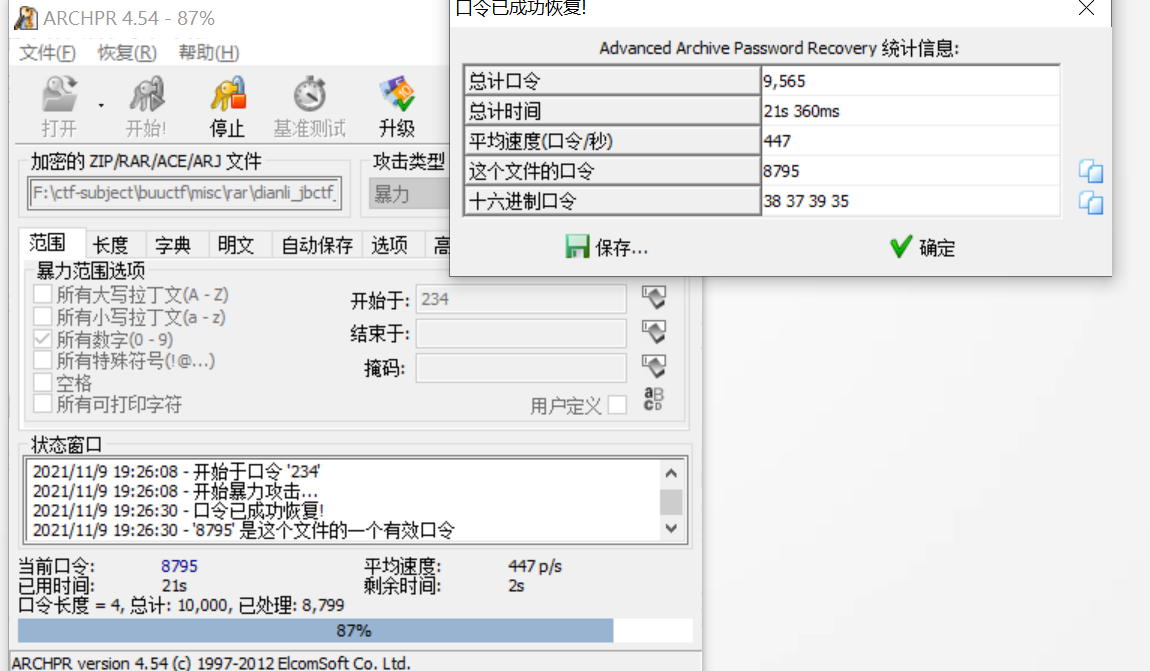 ARCHPR 4.54 - 87%
文件(F) 恢复(R) 帮助(H)
打开 开始! 停止 基准测试 升级
加密的 ZIP/RAR/ACE/ARJ 文件 攻击类型
F:\ctf-subject\buuctf\misc\rar\dianli_jbctf_ 暴力
范围 长度 字典 明文 自动保存 选项 高
暴力范围选项
所有大写拉丁文(A - Z)
所有小写拉丁文(a - z)
所有数字(0 - 9)
所有特殊符号(!@...)
空格
所有可打印字符
开始于: 234
结束于:
掩码:
用户定义
状态窗口
2021/11/9 19:26:08 - 开始于口令 '234'
2021/11/9 19:26:08 - 开始暴力攻击...
2021/11/9 19:26:30 - 口令已成功恢复!
2021/11/9 19:26:30 - '8795' 是这个文件的一个有效口令
当前口令: 8795 平均速度: 447 p/s
已用时间: 21s 剩余时间: 2s
口令长度 = 4, 总计: 10,000, 已处理: 8,799
87%
ARCHPR version 4.54 (c) 1997-2012 ElcomSoft Co. Ltd.
口令已成功恢复!
Advanced Archive Password Recovery 统计信息:
总计口令 9,565
总计时间 21s 360ms
平均速度(口令/秒) 447
这个文件的口令 8795
十六进制口令 38 37 39 35
保存... 确定